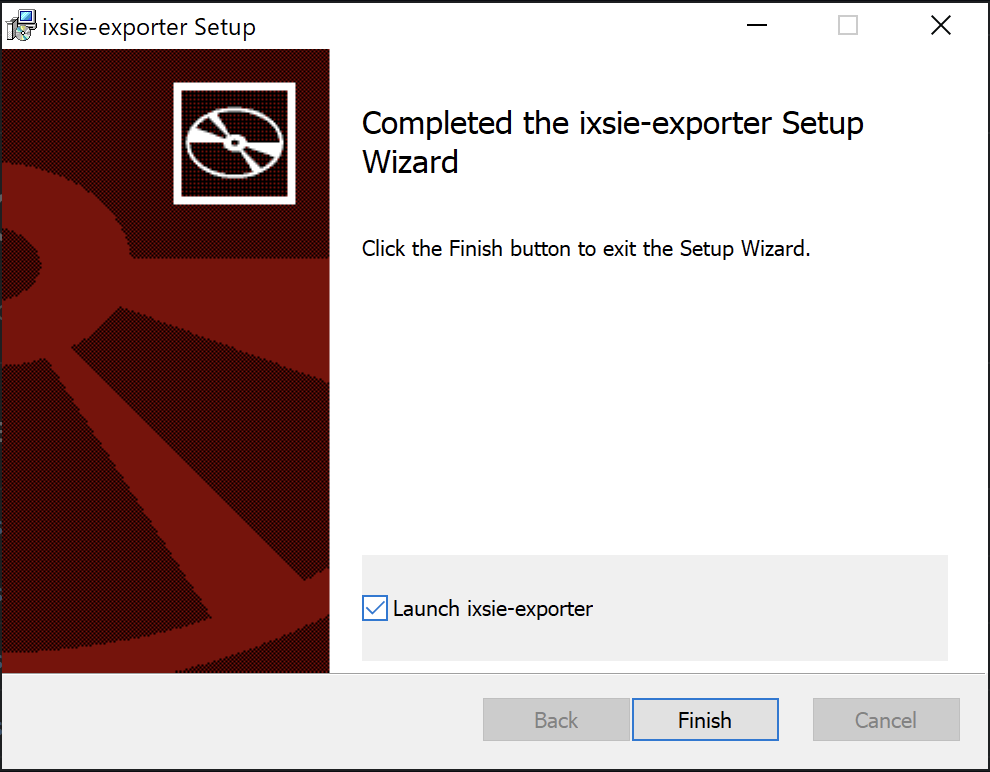 ixsie-exporter Setup
Completed the ixsie-exporter Setup
Wizard
Click the Finish button to exit the Setup Wizard.
Launch ixsie-exporter
Back
Finish
Cancel